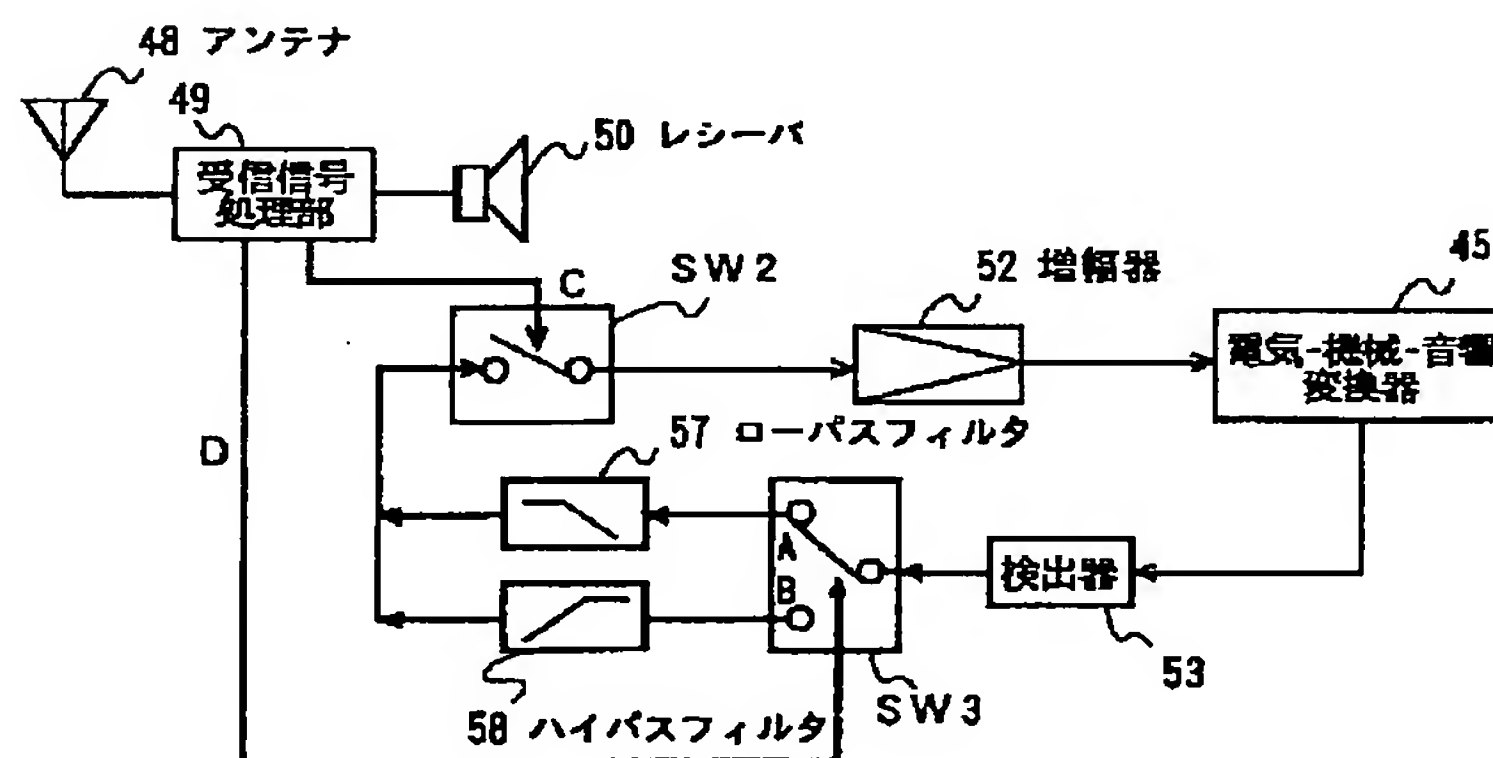 48 アンテナ
49
受信信号
処理部
50 レシーバ
C
SW2
52 増幅器
45
電気-機械-音響
変換器
D
57 ローパスフィルタ
A
B
検出器
53
58 ハイパスフィルタ
SW3